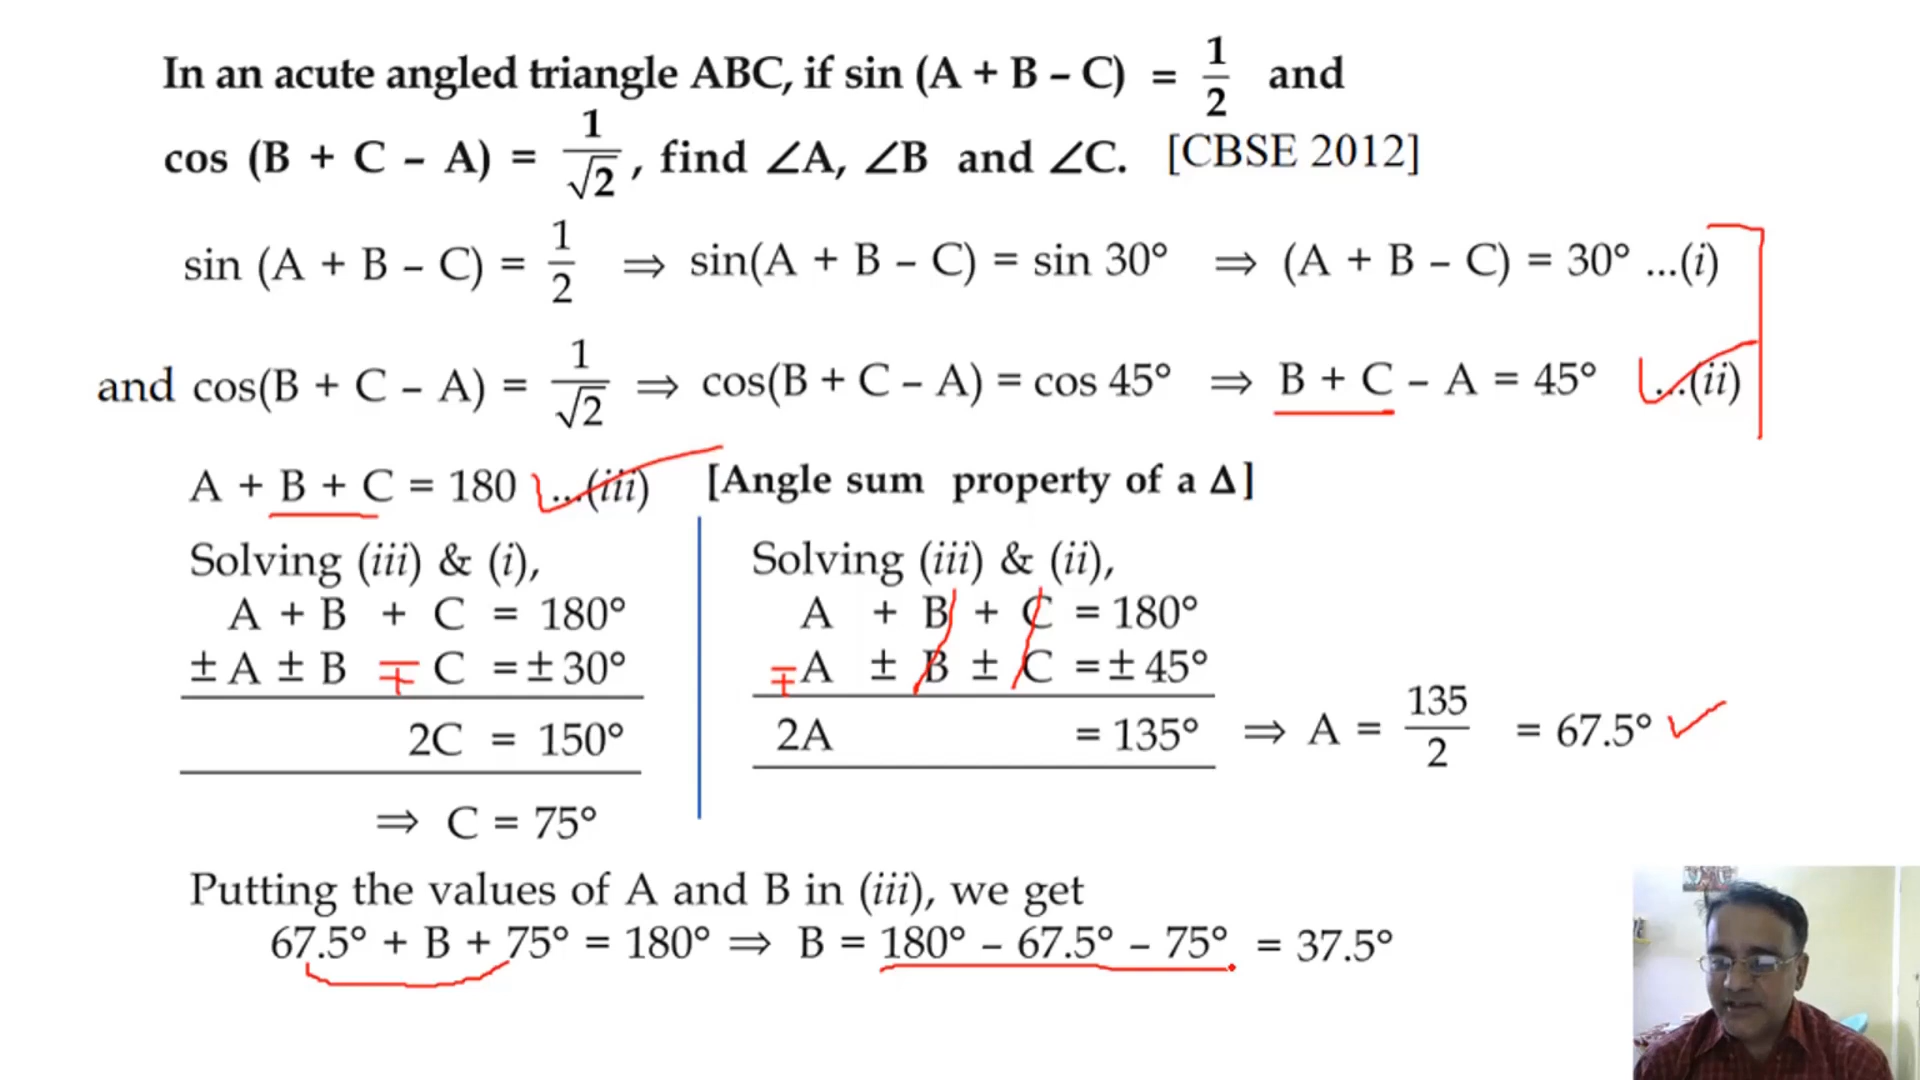 In an acute angled triangle ABC, if sin (A + B – C) = 1/2 and
cos (B + C – A) = 1/√2, find ∠A, ∠B and ∠C. [CBSE 2012]
sin (A + B – C) = 1/2 ⇒ sin(A + B – C) = sin 30° ⇒ (A + B – C) = 30° ...(i)
and cos(B + C – A) = 1/√2 ⇒ cos(B + C – A) = cos 45° ⇒ B + C – A = 45° ...(ii)
A + B + C = 180 ...(iii) [Angle sum property of a Δ]
Solving (iii) & (i),
A + B + C = 180°
± A ± B ∓ C = ± 30°
2C = 150°
⇒ C = 75°
Solving (iii) & (ii),
A + B + C = 180°
∓ A ± B ± C = ± 45°
2A = 135° ⇒ A = 135/2 = 67.5°
Putting the values of A and B in (iii), we get
67.5° + B + 75° = 180° ⇒ B = 180° – 67.5° – 75° = 37.5°